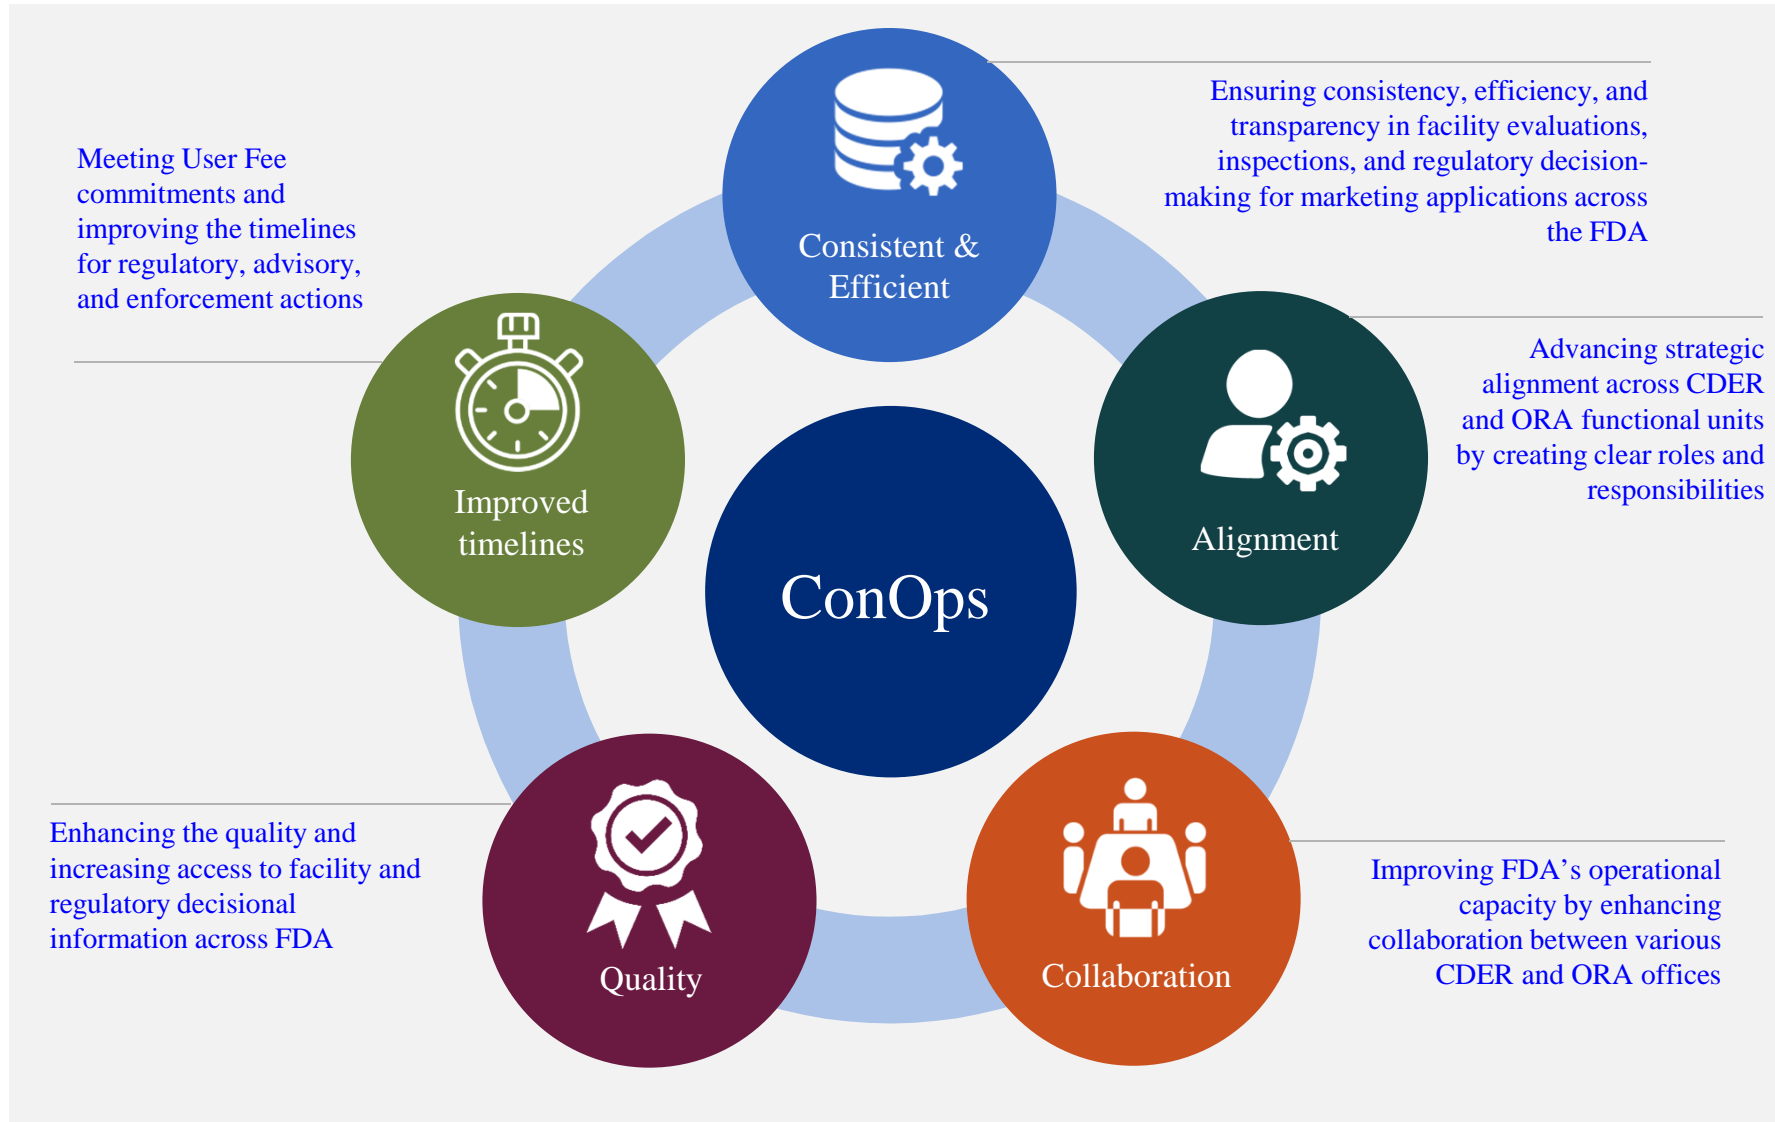 Consistent &
Efficient
Ensuring consistency, efficiency, and
transparency in facility evaluations,
inspections, and regulatory decision-
making for marketing applications across
the FDA
Meeting User Fee
commitments and
improving the timelines
for regulatory, advisory,
and enforcement actions
Improved
timelines
Alignment
Advancing strategic
alignment across CDER
and ORA functional units
by creating clear roles and
responsibilities
ConOps
Quality
Enhancing the quality and
increasing access to facility and
regulatory decisional
information across FDA
Collaboration
Improving FDA’s operational
capacity by enhancing
collaboration between various
CDER and ORA offices